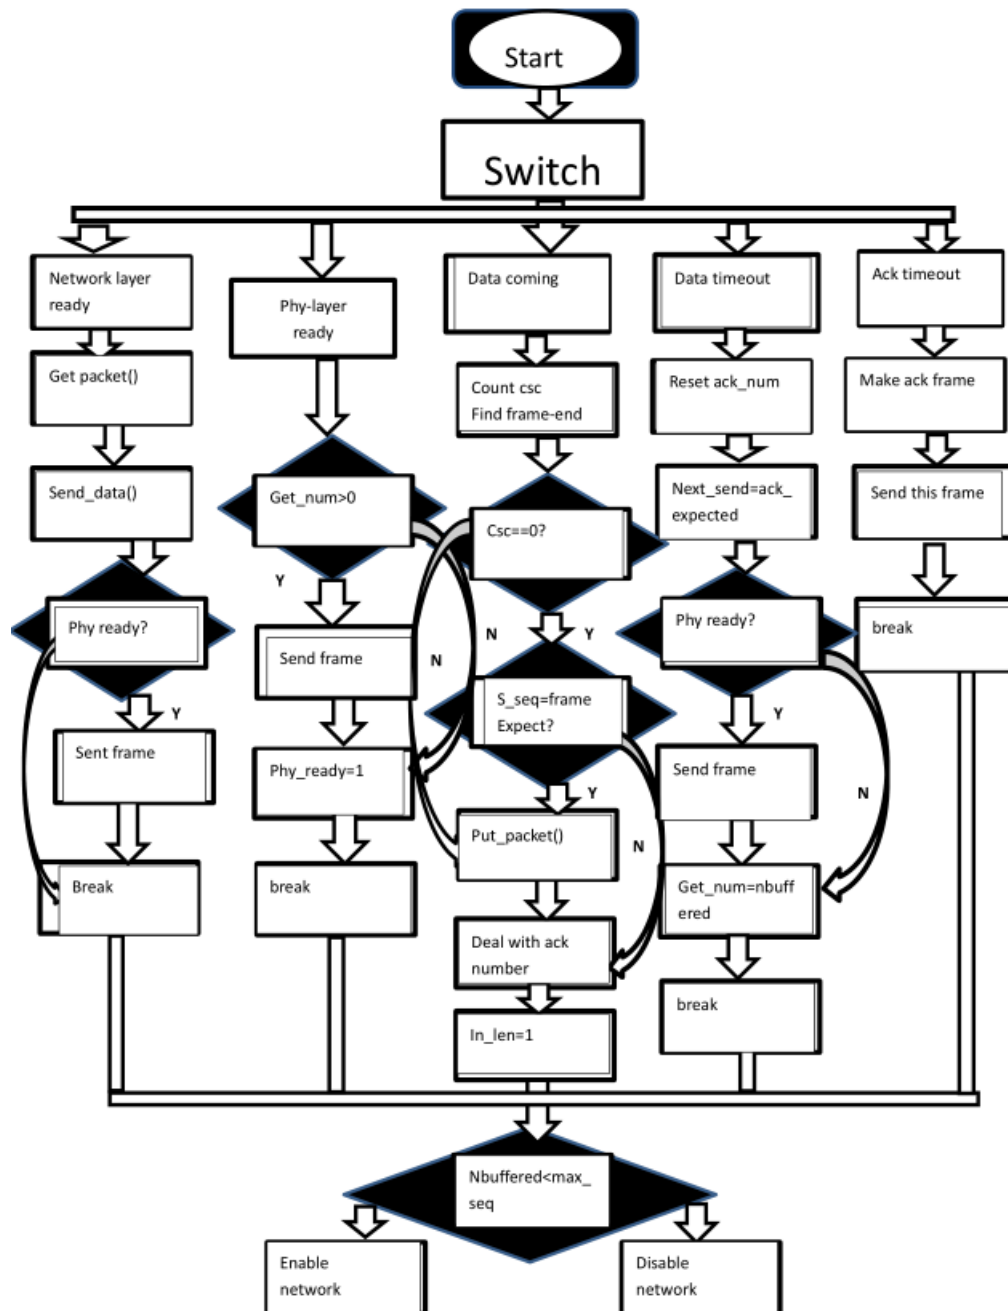 Start
Switch
Network layer
ready
Get packet()
Send_data()
Phy ready?
Y
Sent frame
Break
Phy-layer
ready
Get_num>0
Y
N
Send frame
Phy_ready=1
break
Data coming
Count csc
Find frame-end
Csc==0?
N
Y
S_seq=frame
Expect?
Y
N
Put_packet()
Deal with ack
number
In_len=1
Data timeout
Reset ack_num
Next_send=ack_
expected
Phy ready?
Y
N
Send frame
Get_num=nbuff
ered
break
Ack timeout
Make ack frame
Send this frame
break
Nbuffered<max_
seq
Enable
network
Disable
network